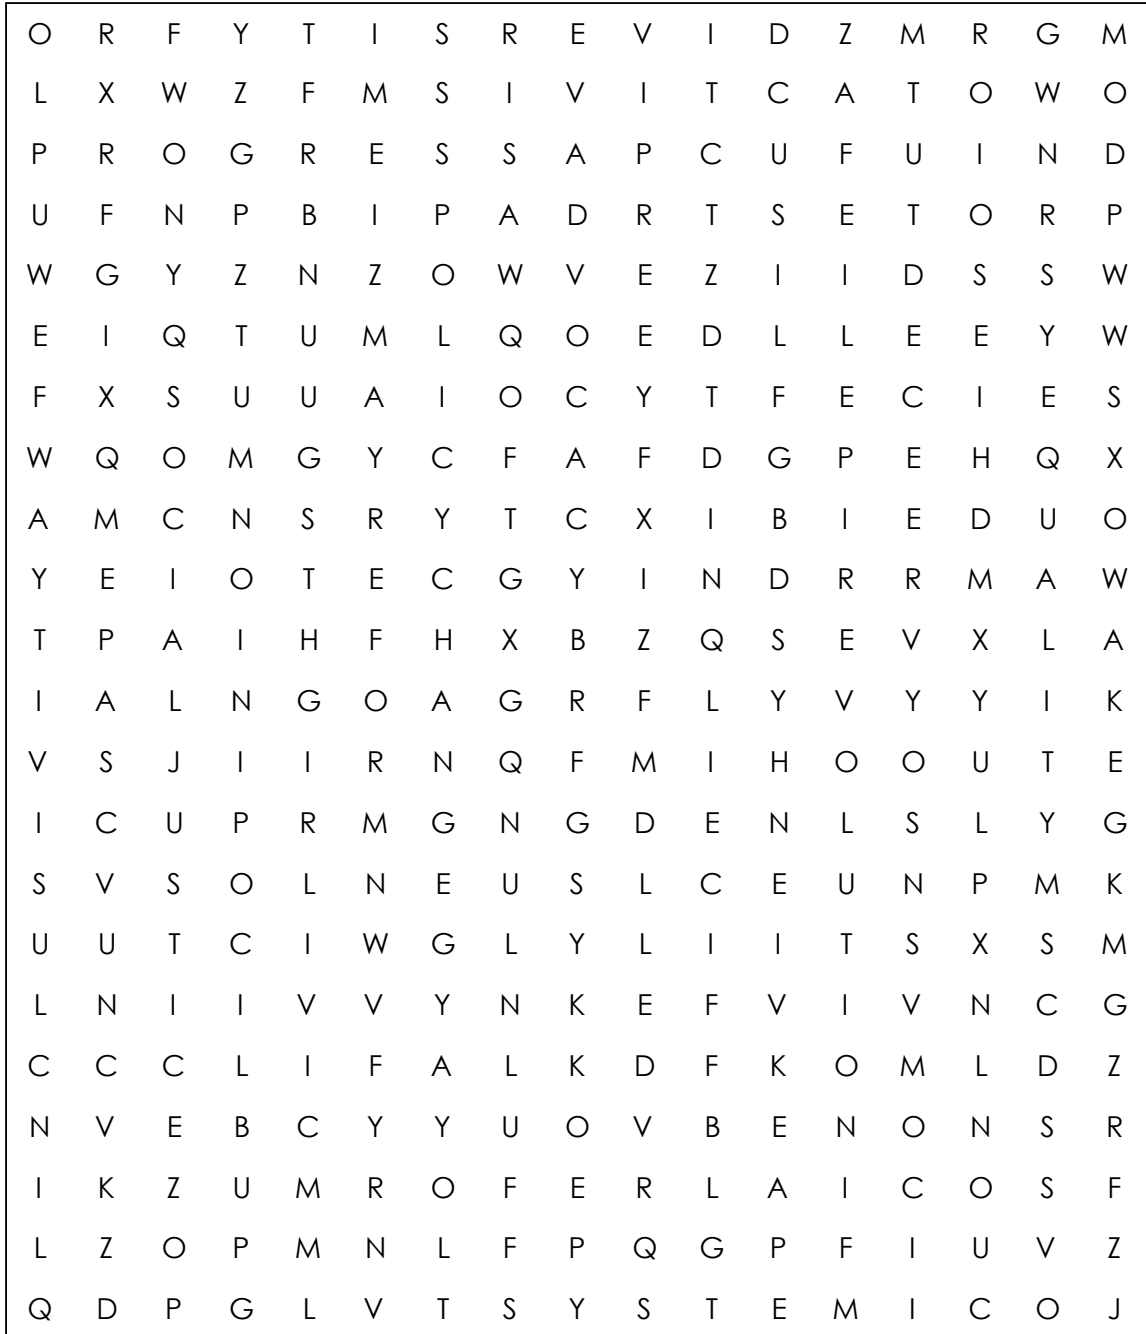 O R F Y T I S R E V I D Z M R G M
L X W Z F M S I V I T C A T O W O
P R O G R E S S A P C U F U I N D
U F N P B I P A D R T S E T O R P
W G Y Z N Z O W V E Z I I D S S W
E I Q T U M L Q O E D L L E E Y W
F X S U U A I O C Y T F E C I E S
W Q O M G Y C F A F D G P E H Q X
A M C N S R Y T C X I B I E D U O
Y E I O T E C G Y I N D R R M A W
T P A I H F H X B Z Q S E V X L A
I A L N G O A G R F L Y V Y Y I K
V S J I I R N Q F M I H O O U T E
I C U P R M G N G D E N L S L Y G
S V S O L N E U S L C E U N P M K
U U T C I W G L Y L I I T S X S M
L N I I V V Y N K E F V I V N C G
C C C L I F A L K D F K O M L D Z
N V E B C Y Y U O V B E N O N S R
I K Z U M R O F E R L A I C O S F
L Z O P M N L F P Q G P F I U V Z
Q D P G L V T S Y S T E M I C O J